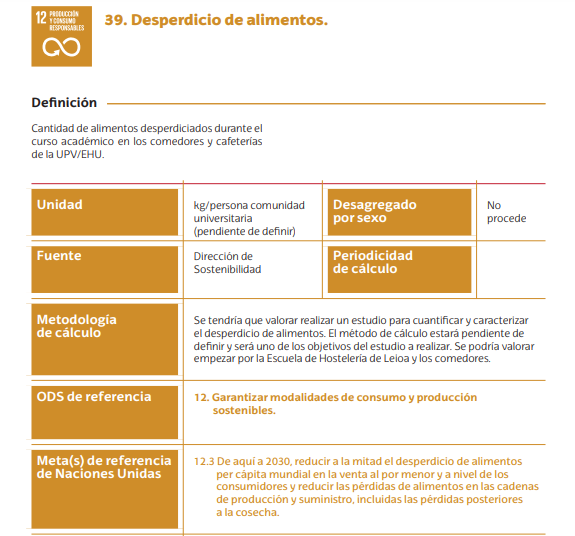 12 PRODUCCIÓN
Y CONSUMO
RESPONSABLES
39. Desperdicio de alimentos.
Definición
Cantidad de alimentos desperdiciados durante el
curso académico en los comedores y cafeterías
de la UPV/EHU.
Unidad
kg/persona comunidad
universitaria
(pendiente de definir)
Desagregado
por sexo
No
procede
Fuente
Dirección de
Sostenibilidad
Periodicidad
de cálculo
Metodología
de cálculo
Se tendría que valorar realizar un estudio para cuantificar y caracterizar
el desperdicio de alimentos. El método de cálculo estará pendiente de
definir y será uno de los objetivos del estudio a realizar. Se podría valorar
empezar por la Escuela de Hostelería de Leioa y los comedores.
ODS de referencia
12. Garantizar modalidades de consumo y producción
sostenibles.
Meta(s) de referencia
de Naciones Unidas
12.3 De aquí a 2030, reducir a la mitad el desperdicio de alimentos
per cápita mundial en la venta al por menor y a nivel de los
consumidores y reducir las pérdidas de alimentos en las cadenas
de producción y suministro, incluidas las pérdidas posteriores
a la cosecha.